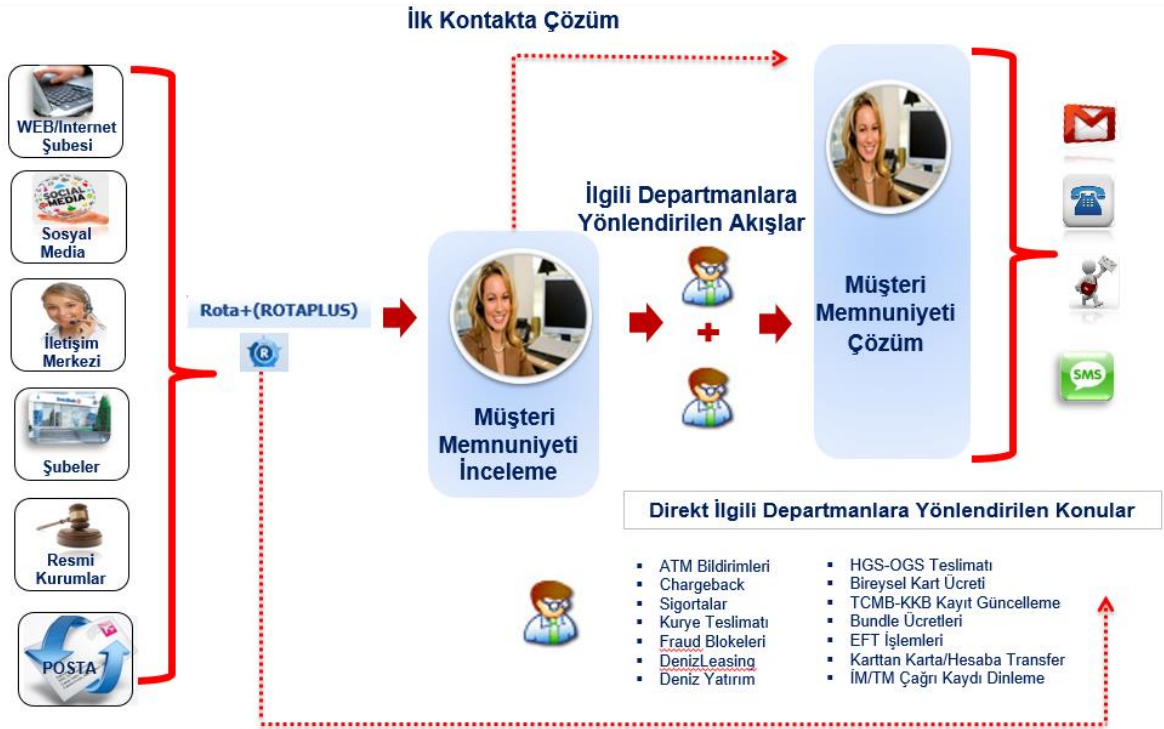 İlk Kontakta Çözüm
WEB/Internet
Şubesi
SOCIAL
MEDIA
Sosyal
Media
İletişim
Merkezi
Şubeler
Resmi
Kurumlar
POSTA
Rota+(ROTAPLUS)
R
Müşteri
Memnuniyeti
İnceleme
İlgili Departmanlara
Yönlendirilen Akışlar
+
Müşteri
Memnuniyeti
Çözüm
SMS
Direkt İlgili Departmanlara Yönlendirilen Konular
▪ ATM Bildirimleri
▪ Chargeback
▪ Sigortalar
▪ Kurye Teslimatı
▪ Fraud Blokeleri
▪ DenizLeasing
▪ Deniz Yatırım
▪ HGS-OGS Teslimatı
▪ Bireysel Kart Ücreti
▪ TCMB-KKB Kayıt Güncelleme
▪ Bundle Ücretleri
▪ EFT İşlemleri
▪ Karttan Karta/Hesaba Transfer
▪ İM/TM Çağrı Kaydı Dinleme